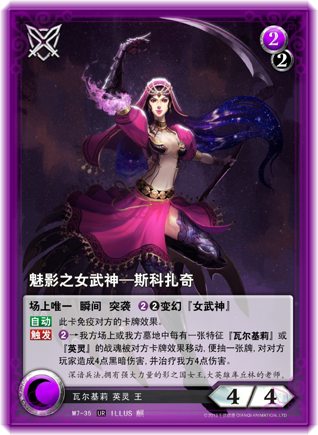 2
2
魅影之女武神—斯科扎奇
场上唯一 瞬间 突袭 2 2 变幻『女武神』
自动 此卡免疫对方的卡牌效果。
触发 2—我方场上或我方墓地中每有一张特征『瓦尔基莉』或
『英灵』的战魂被对方卡牌效果移动,便抽一张牌,对对方
玩家造成4点黑暗伤害,并治疗我方4点伤害。
深谙兵法,拥有强大力量的影之国女王,大英雄库丘林的老师。
瓦尔基莉 英灵 王
4 / 4
M7-35 UR ILLUS